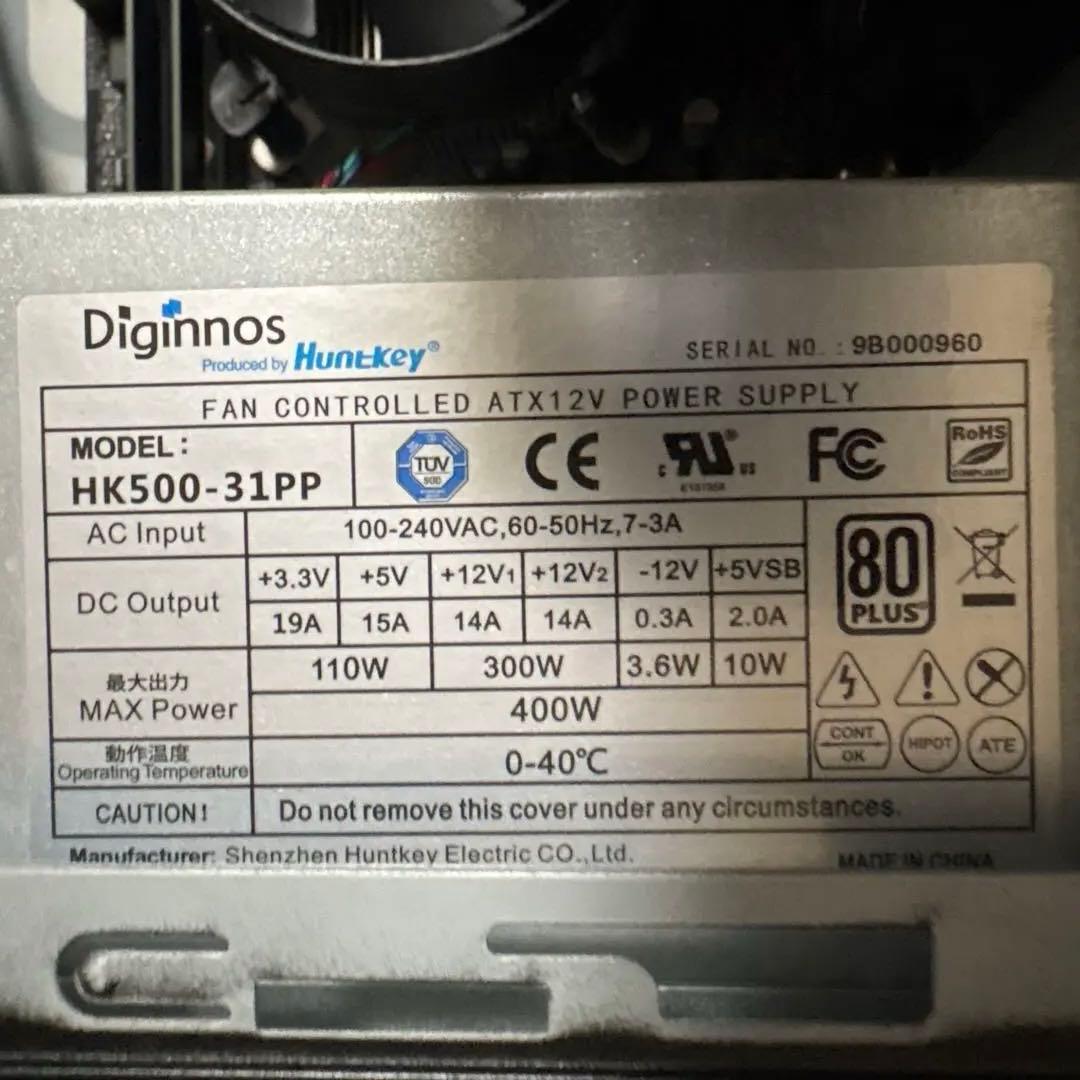 Diginnos
Produced by Huntkey®
SERIAL NO. : 9B000960
FAN CONTROLLED ATX12V POWER SUPPLY
MODEL:
HK500-31PP
TÜV
SÜD
CE
c RU us
FC
RoHS
COMPLIANT
AC Input 100-240VAC,60-50Hz,7-3A
DC Output
+3.3V +5V +12V1 +12V2 -12V +5VSB
19A 15A 14A 14A 0.3A 2.0A
80
PLUS
最大出力
MAX Power
110W 300W 3.6W 10W
400W
CONT
OK
HIPOT
ATE
動作温度
Operating Temperature
0-40℃
CAUTION! Do not remove this cover under any circumstances.
Manufacturer: Shenzhen Huntkey Electric CO.,Ltd.
MADE IN CHINA